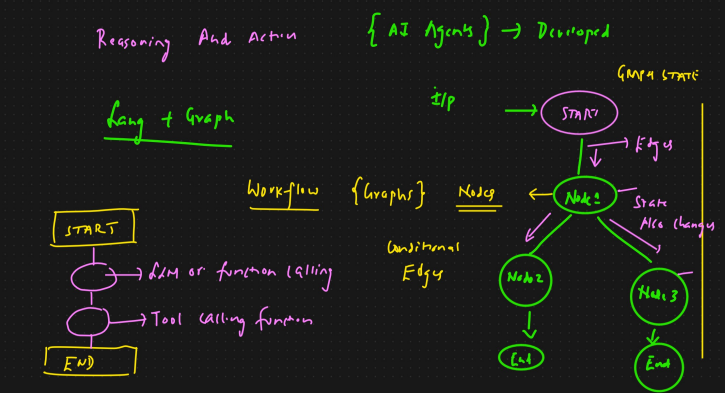 Reasoning And Action
{AI Agents} → Developed
GRAPH STATE
I/P
START
Lang + Graph
Edges
Workflow {Graphs} Nodes
Node 1
State
Also changes
START
Conditional
Edges
LLM or function calling
Node 2
Node 3
Tool calling function
END
End
End